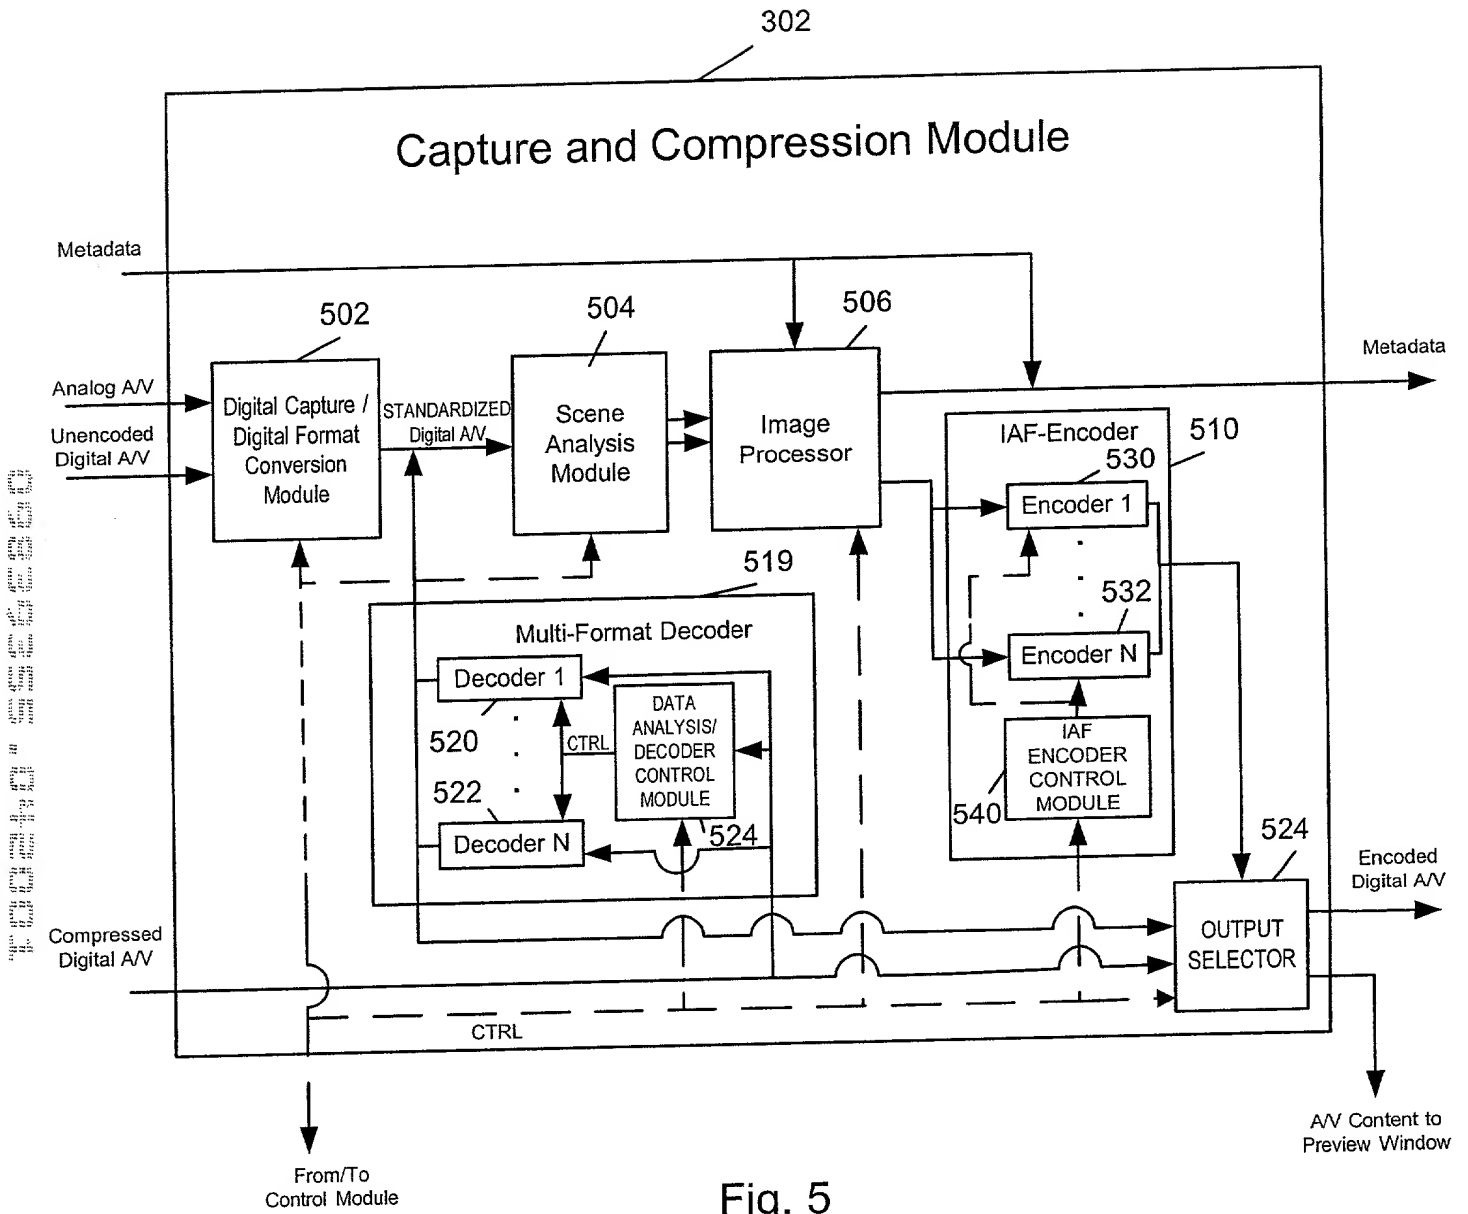 302
Capture and Compression Module
Metadata
502
504
506
Metadata
Analog A/V
Unencoded
Digital A/V
Digital Capture /
Digital Format
Conversion
Module
STANDARDIZED
Digital A/V
Scene
Analysis
Module
Image
Processor
IAF-Encoder
510
530
Encoder 1
532
Encoder N
IAF
ENCODER
CONTROL
MODULE
540
519
Multi-Format Decoder
Decoder 1
520
522
Decoder N
CTRL
DATA
ANALYSIS/
DECODER
CONTROL
MODULE
524
524
OUTPUT
SELECTOR
Encoded
Digital A/V
Compressed
Digital A/V
CTRL
A/V Content to
Preview Window
From/To
Control Module
Fig. 5